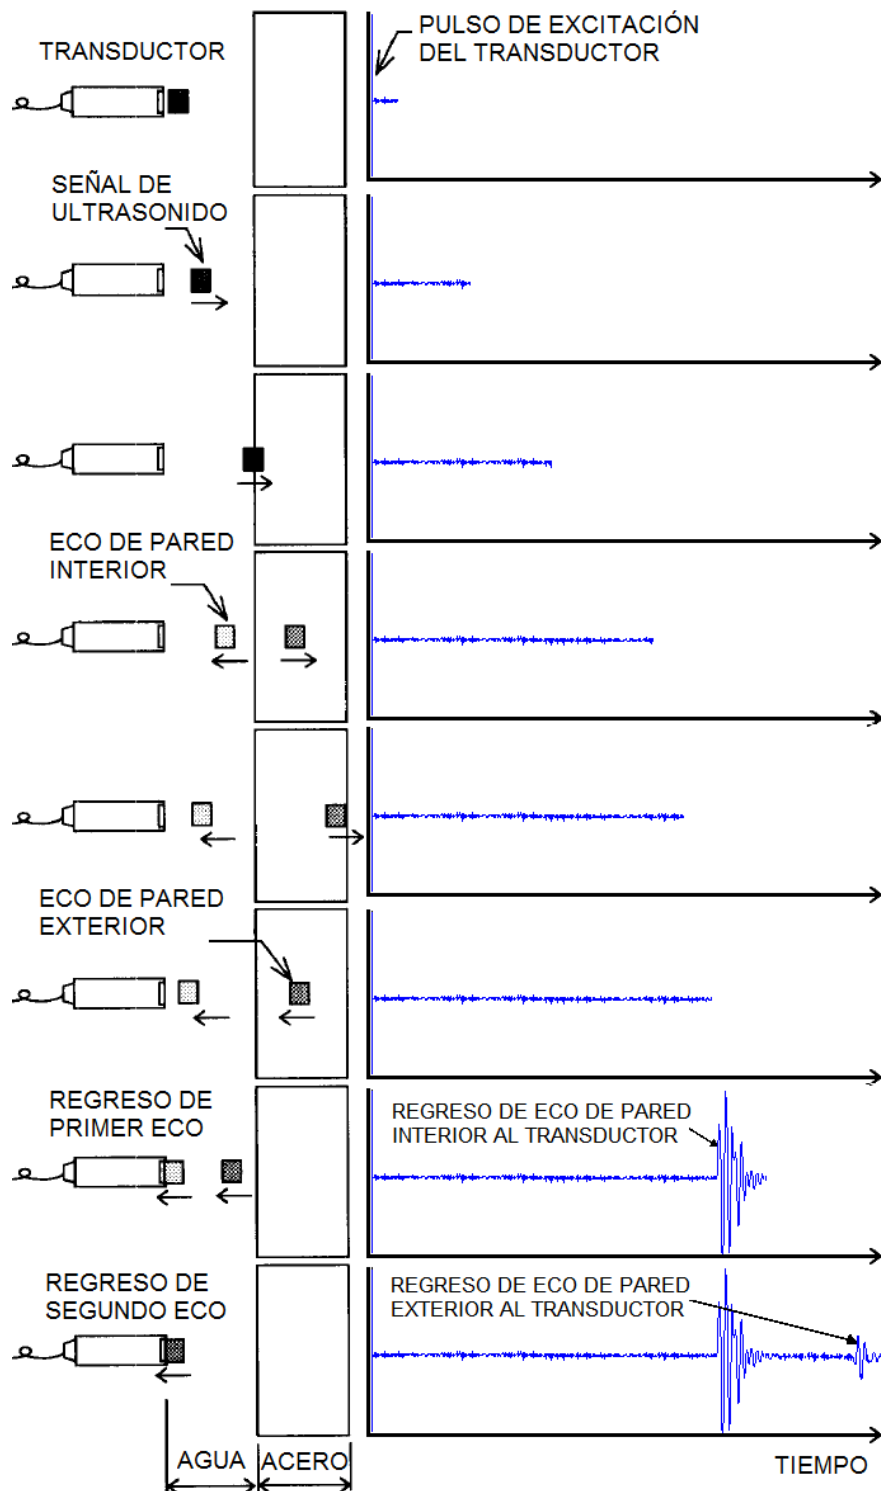 TRANSDUCTOR
PULSO DE EXCITACIÓN
DEL TRANSDUCTOR
SEÑAL DE
ULTRASONIDO
ECO DE PARED
INTERIOR
ECO DE PARED
EXTERIOR
REGRESO DE
PRIMER ECO
REGRESO DE ECO DE PARED
INTERIOR AL TRANSDUCTOR
REGRESO DE
SEGUNDO ECO
REGRESO DE ECO DE PARED
EXTERIOR AL TRANSDUCTOR
AGUA
ACERO
TIEMPO